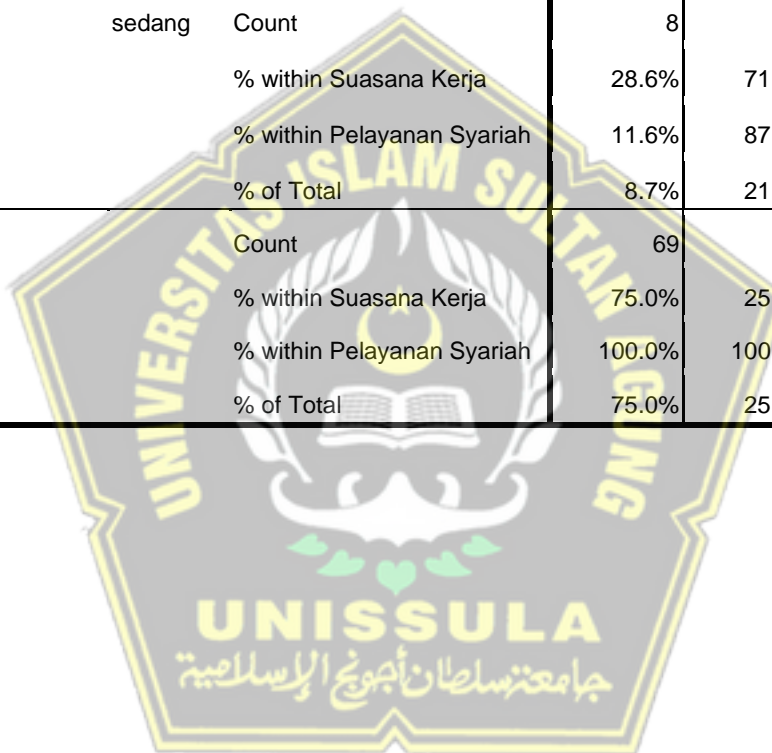 sedang Count 8
% within Suasana Kerja 28.6% 71
% within Pelayanan Syariah 11.6% 87
% of Total 8.7% 21
Count 69
% within Suasana Kerja 75.0% 25
% within Pelayanan Syariah 100.0% 100
% of Total 75.0% 25
UNIVERSITAS ISLAM SULTAN AGUNG
UNISSULA
جامعتسلطان أجونج الإسلامية